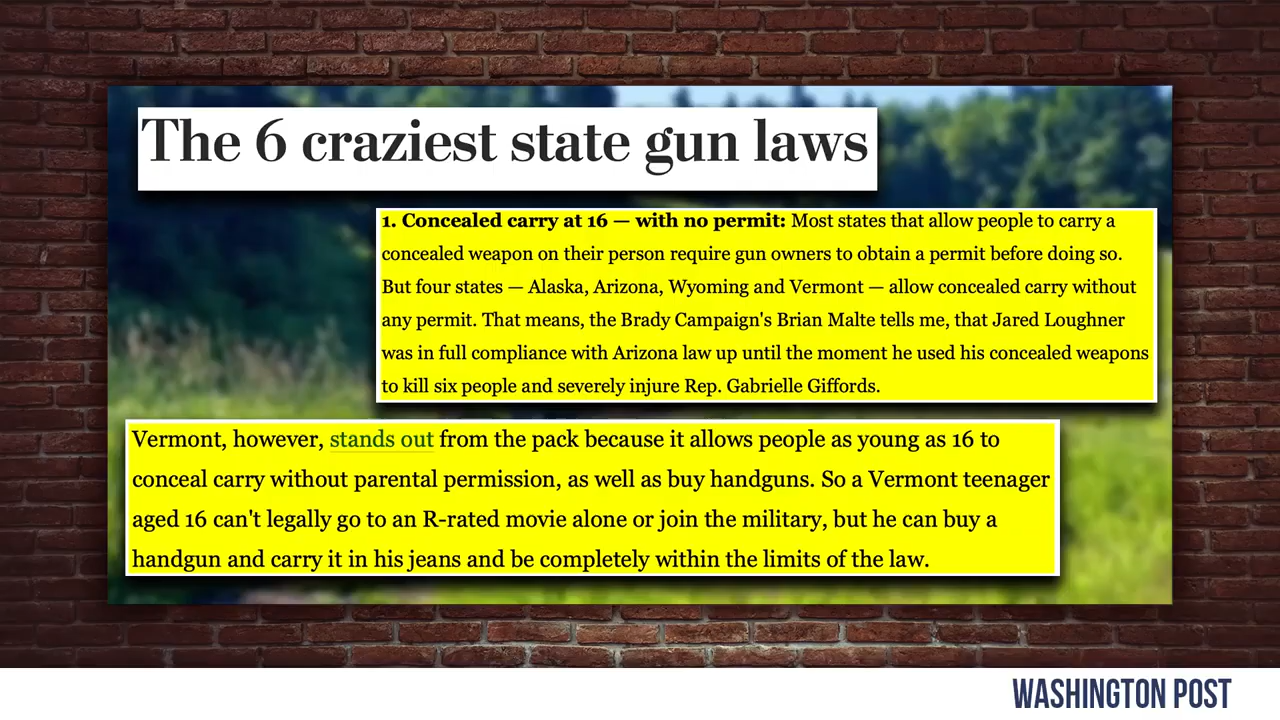 The 6 craziest state gun laws
1. Concealed carry at 16 — with no permit: Most states that allow people to carry a
concealed weapon on their person require gun owners to obtain a permit before doing so.
But four states — Alaska, Arizona, Wyoming and Vermont — allow concealed carry without
any permit. That means, the Brady Campaign's Brian Malte tells me, that Jared Loughner
was in full compliance with Arizona law up until the moment he used his concealed weapons
to kill six people and severely injure Rep. Gabrielle Giffords.
Vermont, however, stands out from the pack because it allows people as young as 16 to
conceal carry without parental permission, as well as buy handguns. So a Vermont teenager
aged 16 can't legally go to an R-rated movie alone or join the military, but he can buy a
handgun and carry it in his jeans and be completely within the limits of the law.
WASHINGTON POST